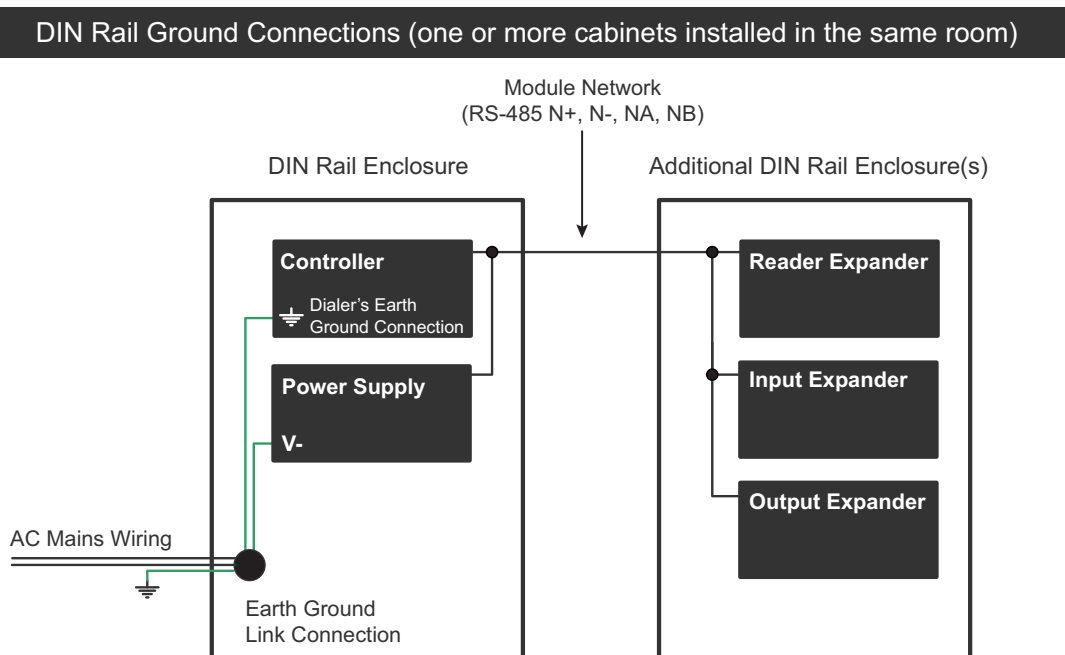 DIN Rail Ground Connections (one or more cabinets installed in the same room)
Module Network
(RS-485 N+, N-, NA, NB)
DIN Rail Enclosure
Additional DIN Rail Enclosure(s)
Controller
Dialer's Earth
Ground Connection
Power Supply
V-
Reader Expander
Input Expander
Output Expander
AC Mains Wiring
Earth Ground
Link Connection